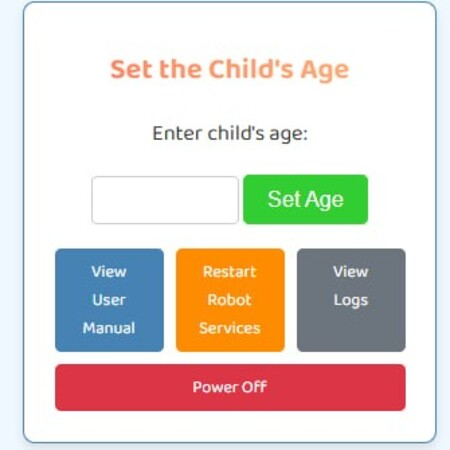 Set the Child's Age
Enter child's age:
Set Age
View
User
Manual
Restart
Robot
Services
View
Logs
Power Off